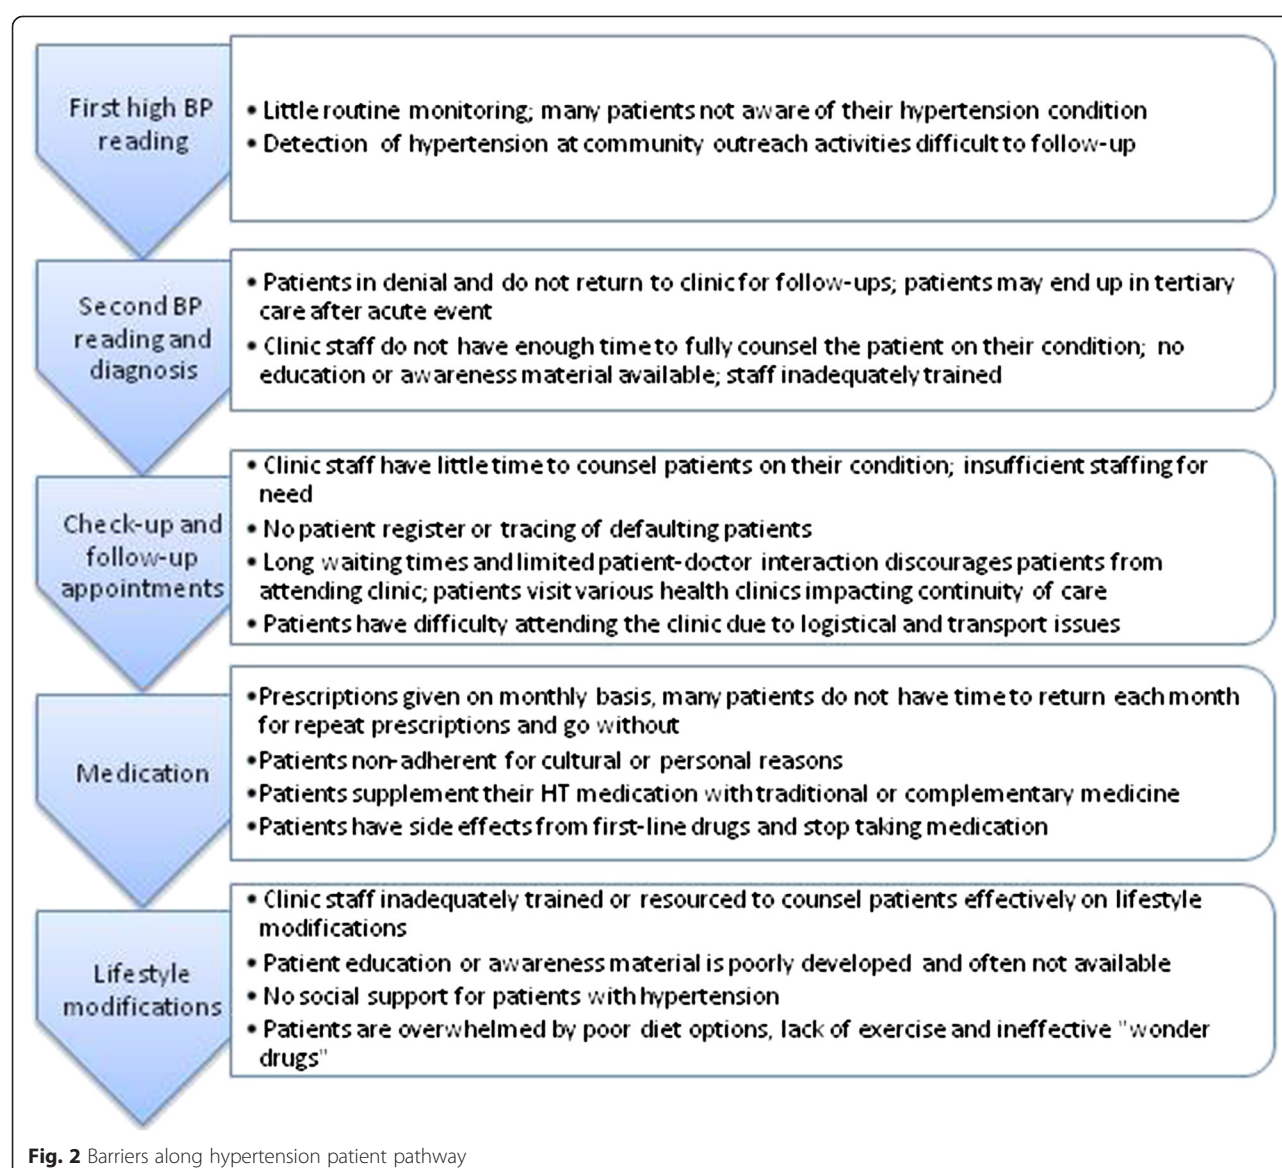 First high BP
reading
• Little routine monitoring; many patients not aware of their hypertension condition
• Detection of hypertension at community outreach activities difficult to follow-up
Second BP
reading and
diagnosis
• Patients in denial and do not return to clinic for follow-ups; patients may end up in tertiary
care after acute event
• Clinic staff do not have enough time to fully counsel the patient on their condition; no
education or awareness material available; staff inadequately trained
Check-up and
follow-up
appointments
• Clinic staff have little time to counsel patients on their condition; insufficient staffing for
need
• No patient register or tracing of defaulting patients
• Long waiting times and limited patient-doctor interaction discourages patients from
attending clinic; patients visit various health clinics impacting continuity of care
• Patients have difficulty attending the clinic due to logistical and transport issues
Medication
• Prescriptions given on monthly basis, many patients do not have time to return each month
for repeat prescriptions and go without
• Patients non-adherent for cultural or personal reasons
• Patients supplement their HT medication with traditional or complementary medicine
• Patients have side effects from first-line drugs and stop taking medication
Lifestyle
modifications
• Clinic staff inadequately trained or resourced to counsel patients effectively on lifestyle
modifications
• Patient education or awareness material is poorly developed and often not available
• No social support for patients with hypertension
• Patients are overwhelmed by poor diet options, lack of exercise and ineffective "wonder
drugs"
Fig. 2 Barriers along hypertension patient pathway